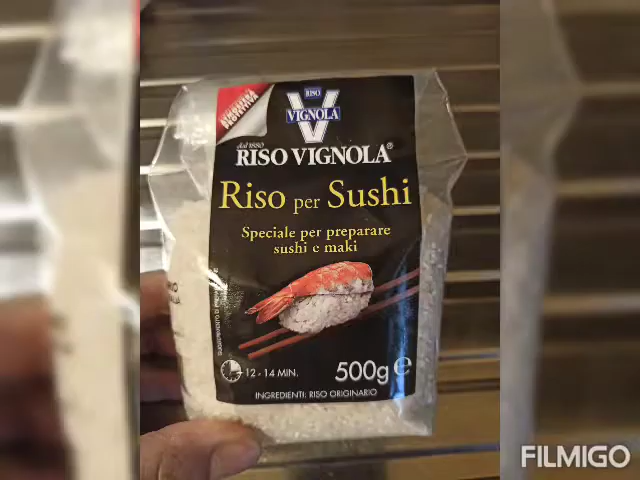 RISO
VIGNOLA
dal 1880
RISO VIGNOLA®
Riso per Sushi
Speciale per preparare
sushi e maki
12 - 14 MIN.
500g e
INGREDIENTI: RISO ORIGINARIO
FILMIGO